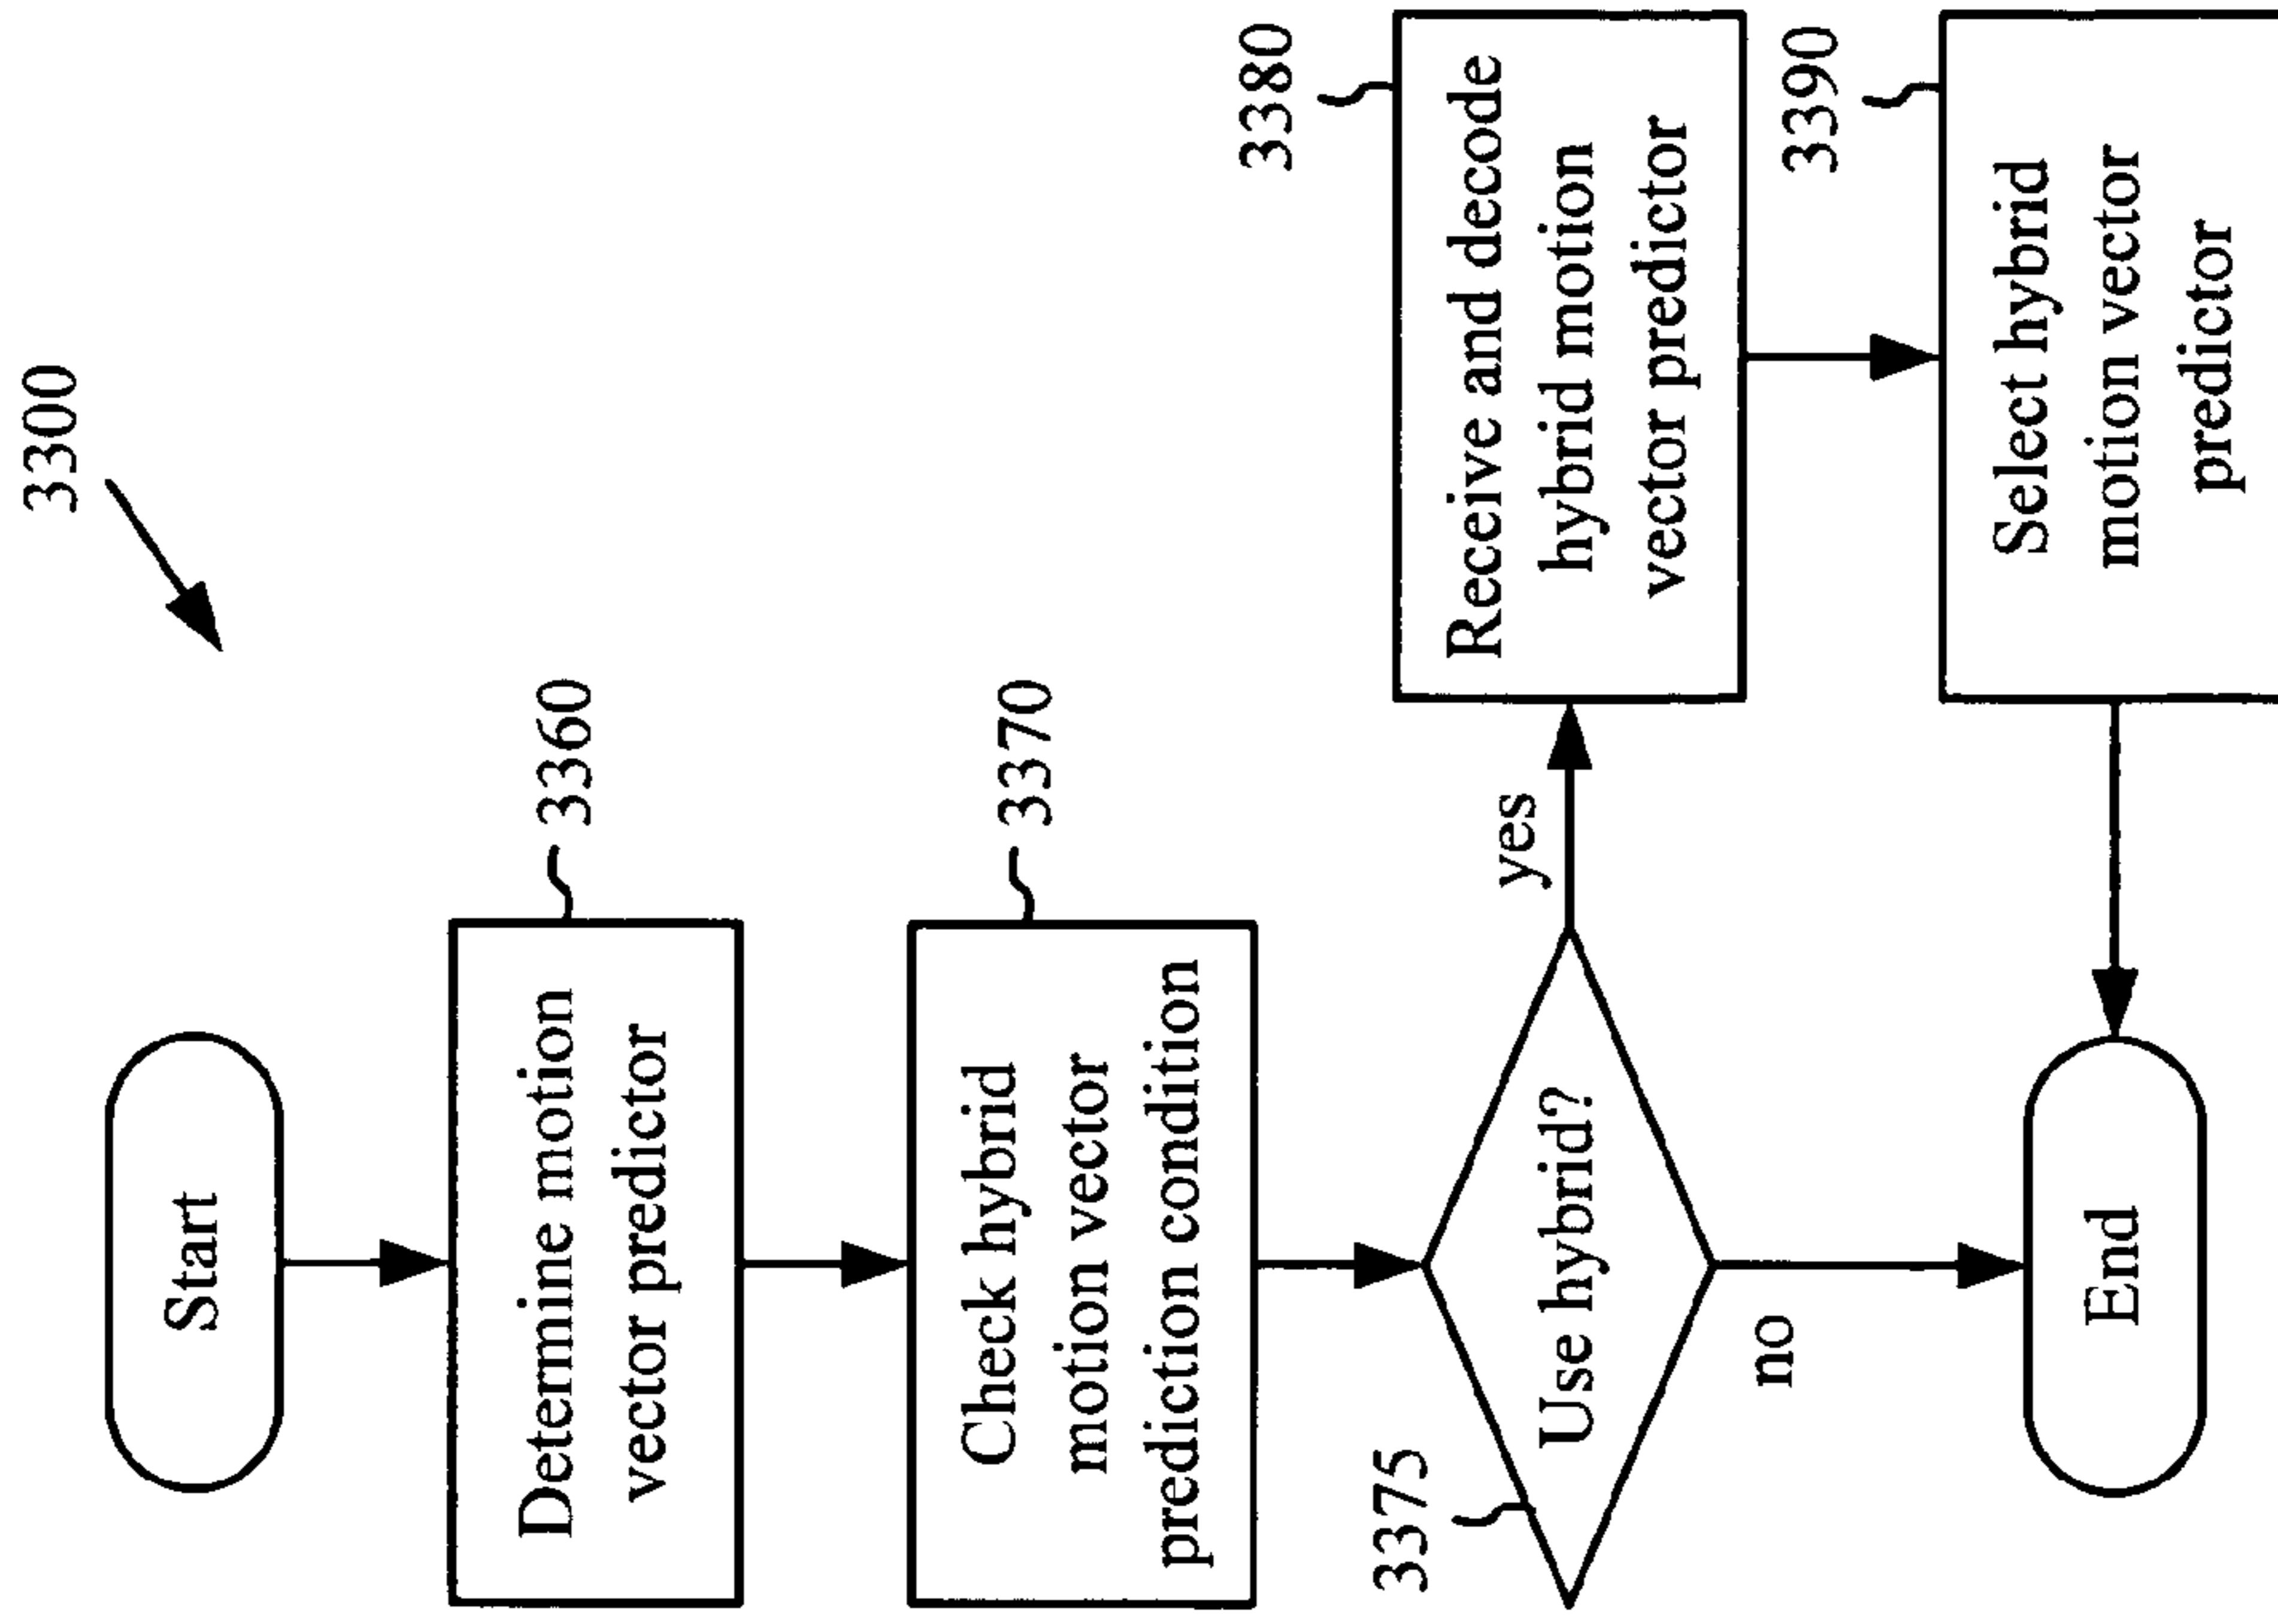 3300
Start
3360
Determine motion
vector predictor
3370
Check hybrid
motion vector
prediction condition
3375
Use hybrid?
yes
no
3380
Receive and decode
hybrid motion
vector predictor
3390
Select hybrid
motion vector
predictor
End